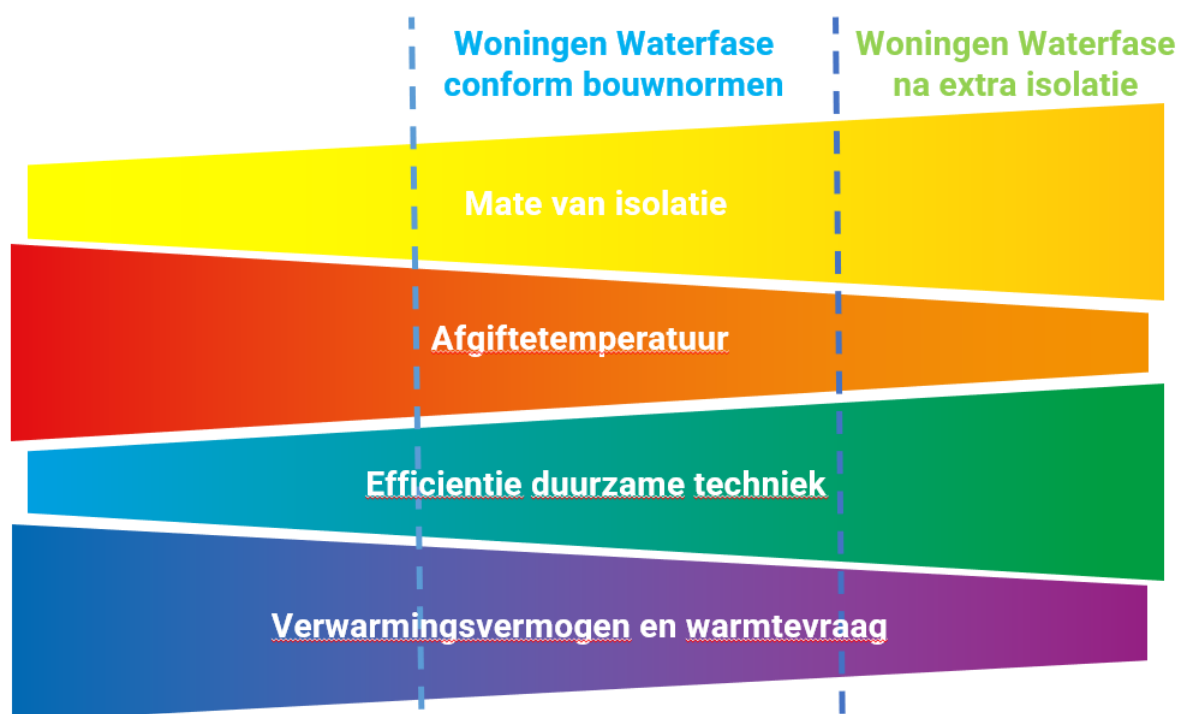 Woningen Waterfase
conform bouwnormen
Woningen Waterfase
na extra isolatie
Mate van isolatie
Afgiftetemperatuur
Efficientie duurzame techniek
Verwarmingsvermogen en warmtevraag